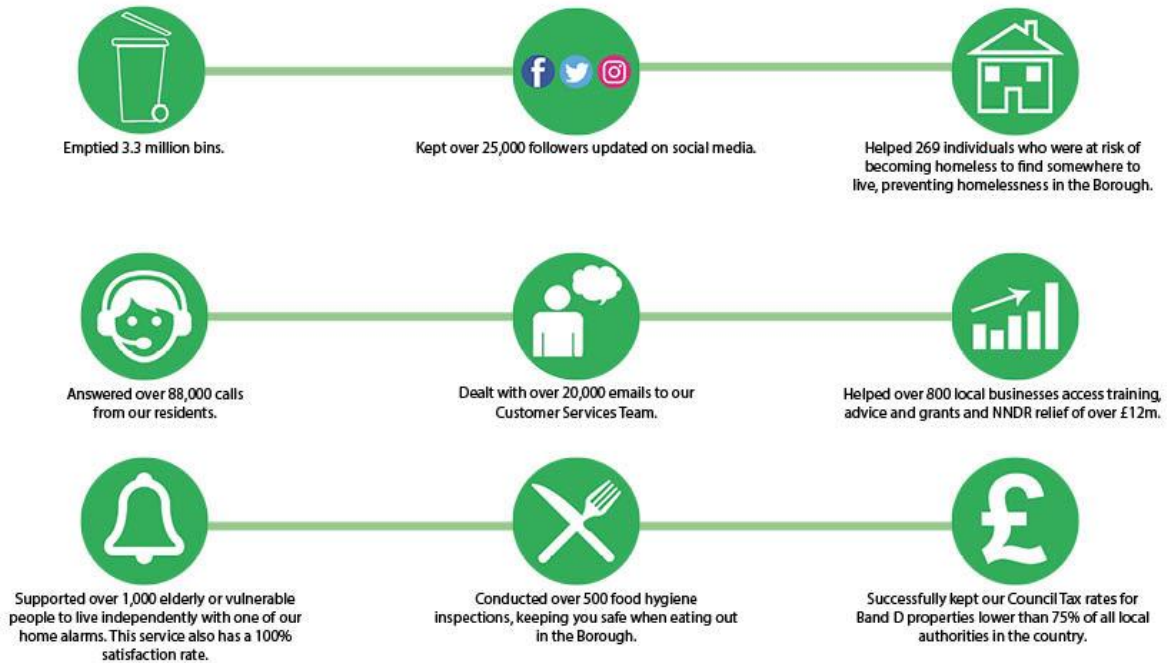 Emptied 3.3 million bins.
Kept over 25,000 followers updated on social media.
Helped 269 individuals who were at risk of
becoming homeless to find somewhere to
live, preventing homelessness in the Borough.
Answered over 88,000 calls
from our residents.
Dealt with over 20,000 emails to our
Customer Services Team.
Helped over 800 local businesses access training,
advice and grants and NNDR relief of over £12m.
£
Supported over 1,000 elderly or vulnerable
people to live independently with one of our
home alarms. This service also has a 100%
satisfaction rate.
Conducted over 500 food hygiene
inspections, keeping you safe when eating out
in the Borough.
Successfully kept our Council Tax rates for
Band D properties lower than 75% of all local
authorities in the country.